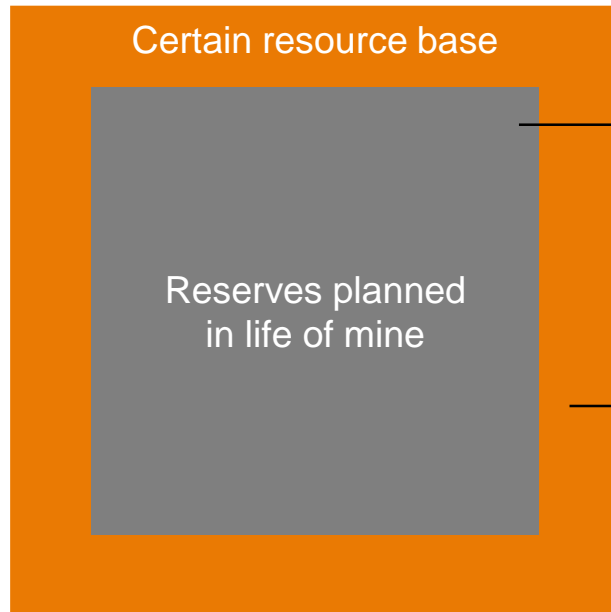 Certain resource base
Reserves planned
in life of mine